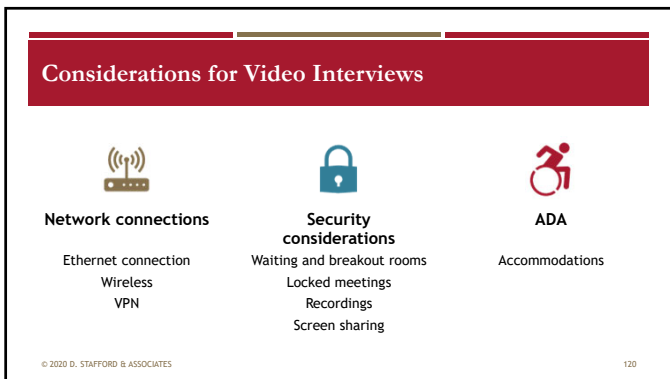 Considerations for Video Interviews
Network connections
Ethernet connection
Wireless
VPN
Security
considerations
Waiting and breakout rooms
Locked meetings
Recordings
Screen sharing
ADA
Accommodations
© 2020 D. STAFFORD & ASSOCIATES
120